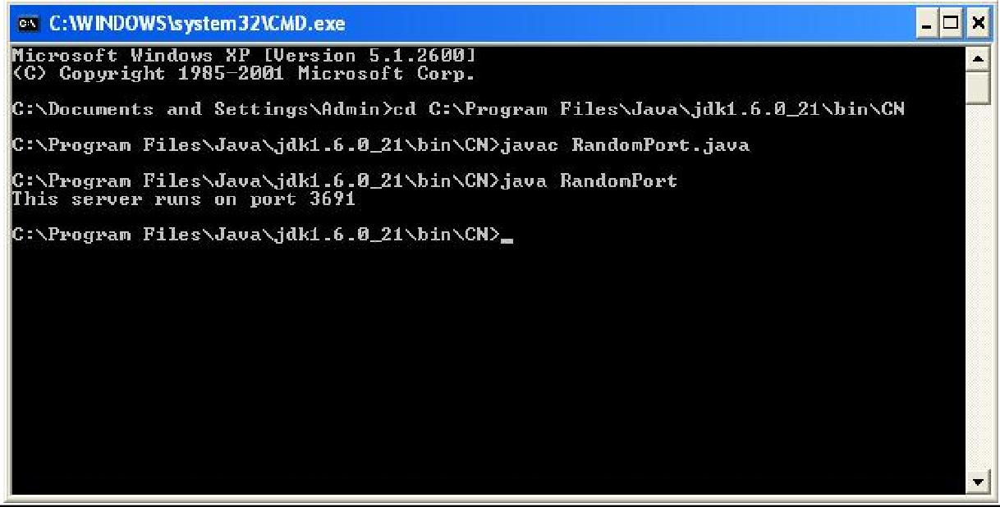 C:\WINDOWS\system32\CMD.exe
Microsoft Windows XP [Version 5.1.2600]
(C) Copyright 1985-2001 Microsoft Corp.
C:\Documents and Settings\Admin>cd C:\Program Files\Java\jdk1.6.0_21\bin\CN
C:\Program Files\Java\jdk1.6.0_21\bin\CN>javac RandomPort.java
C:\Program Files\Java\jdk1.6.0_21\bin\CN>java RandomPort
This server runs on port 3691
C:\Program Files\Java\jdk1.6.0_21\bin\CN>_